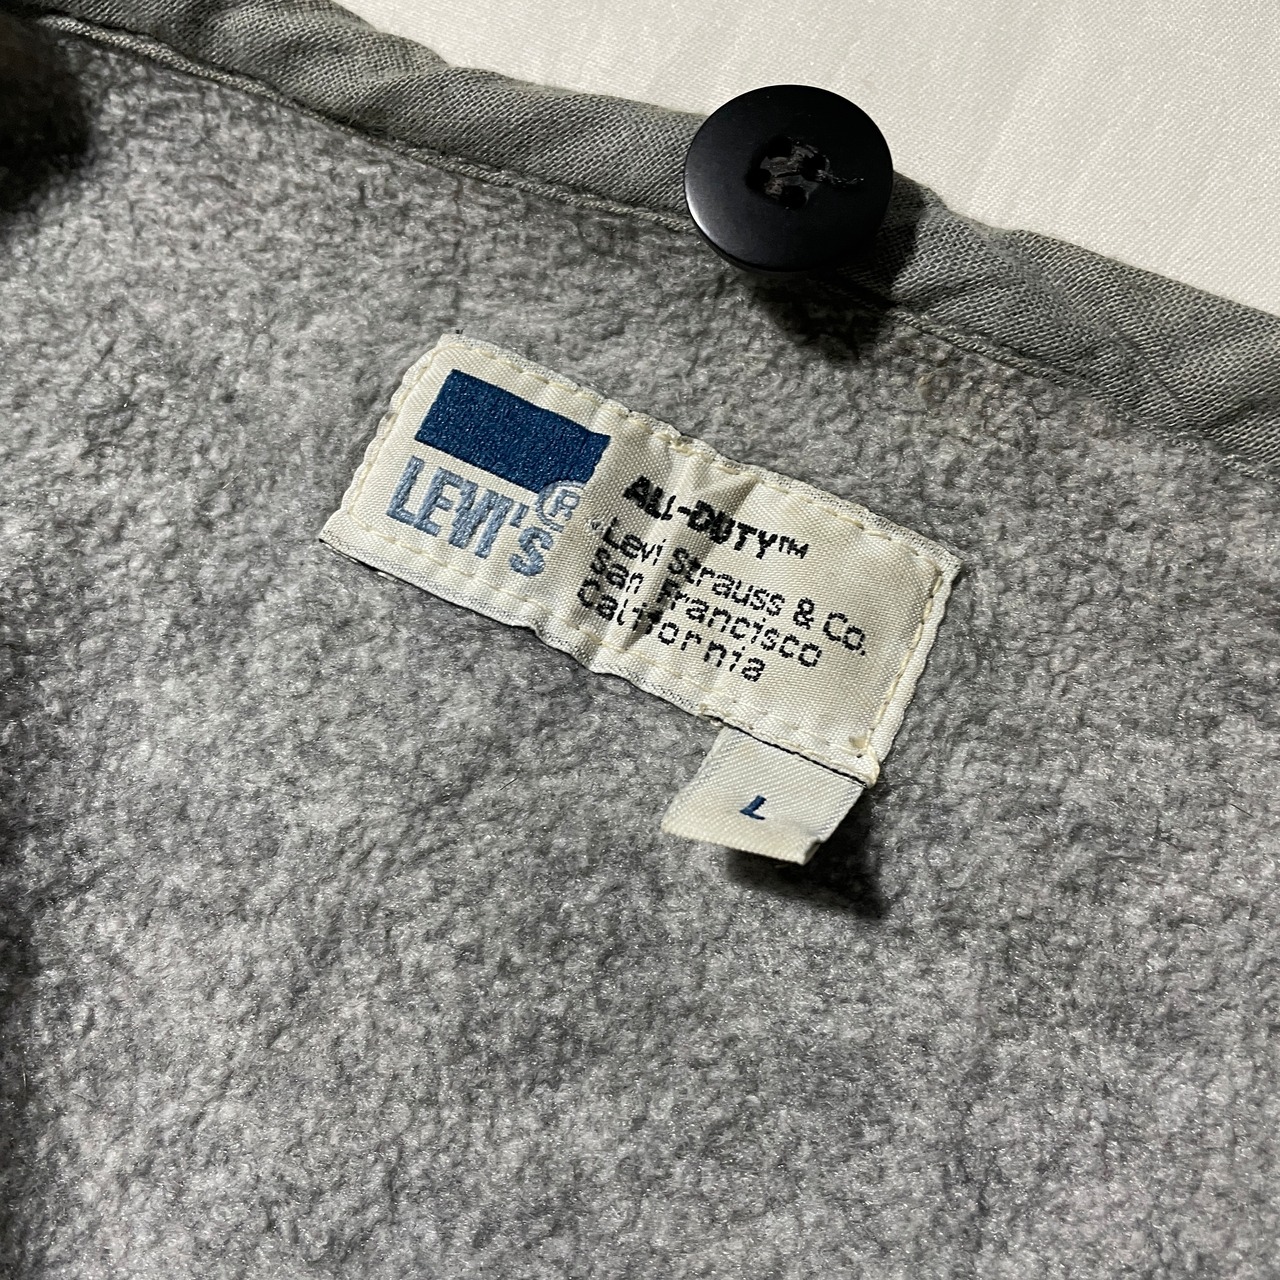 LEVI'S®
ALL-DUTY™
Levi Strauss & Co.
San Francisco
California
L